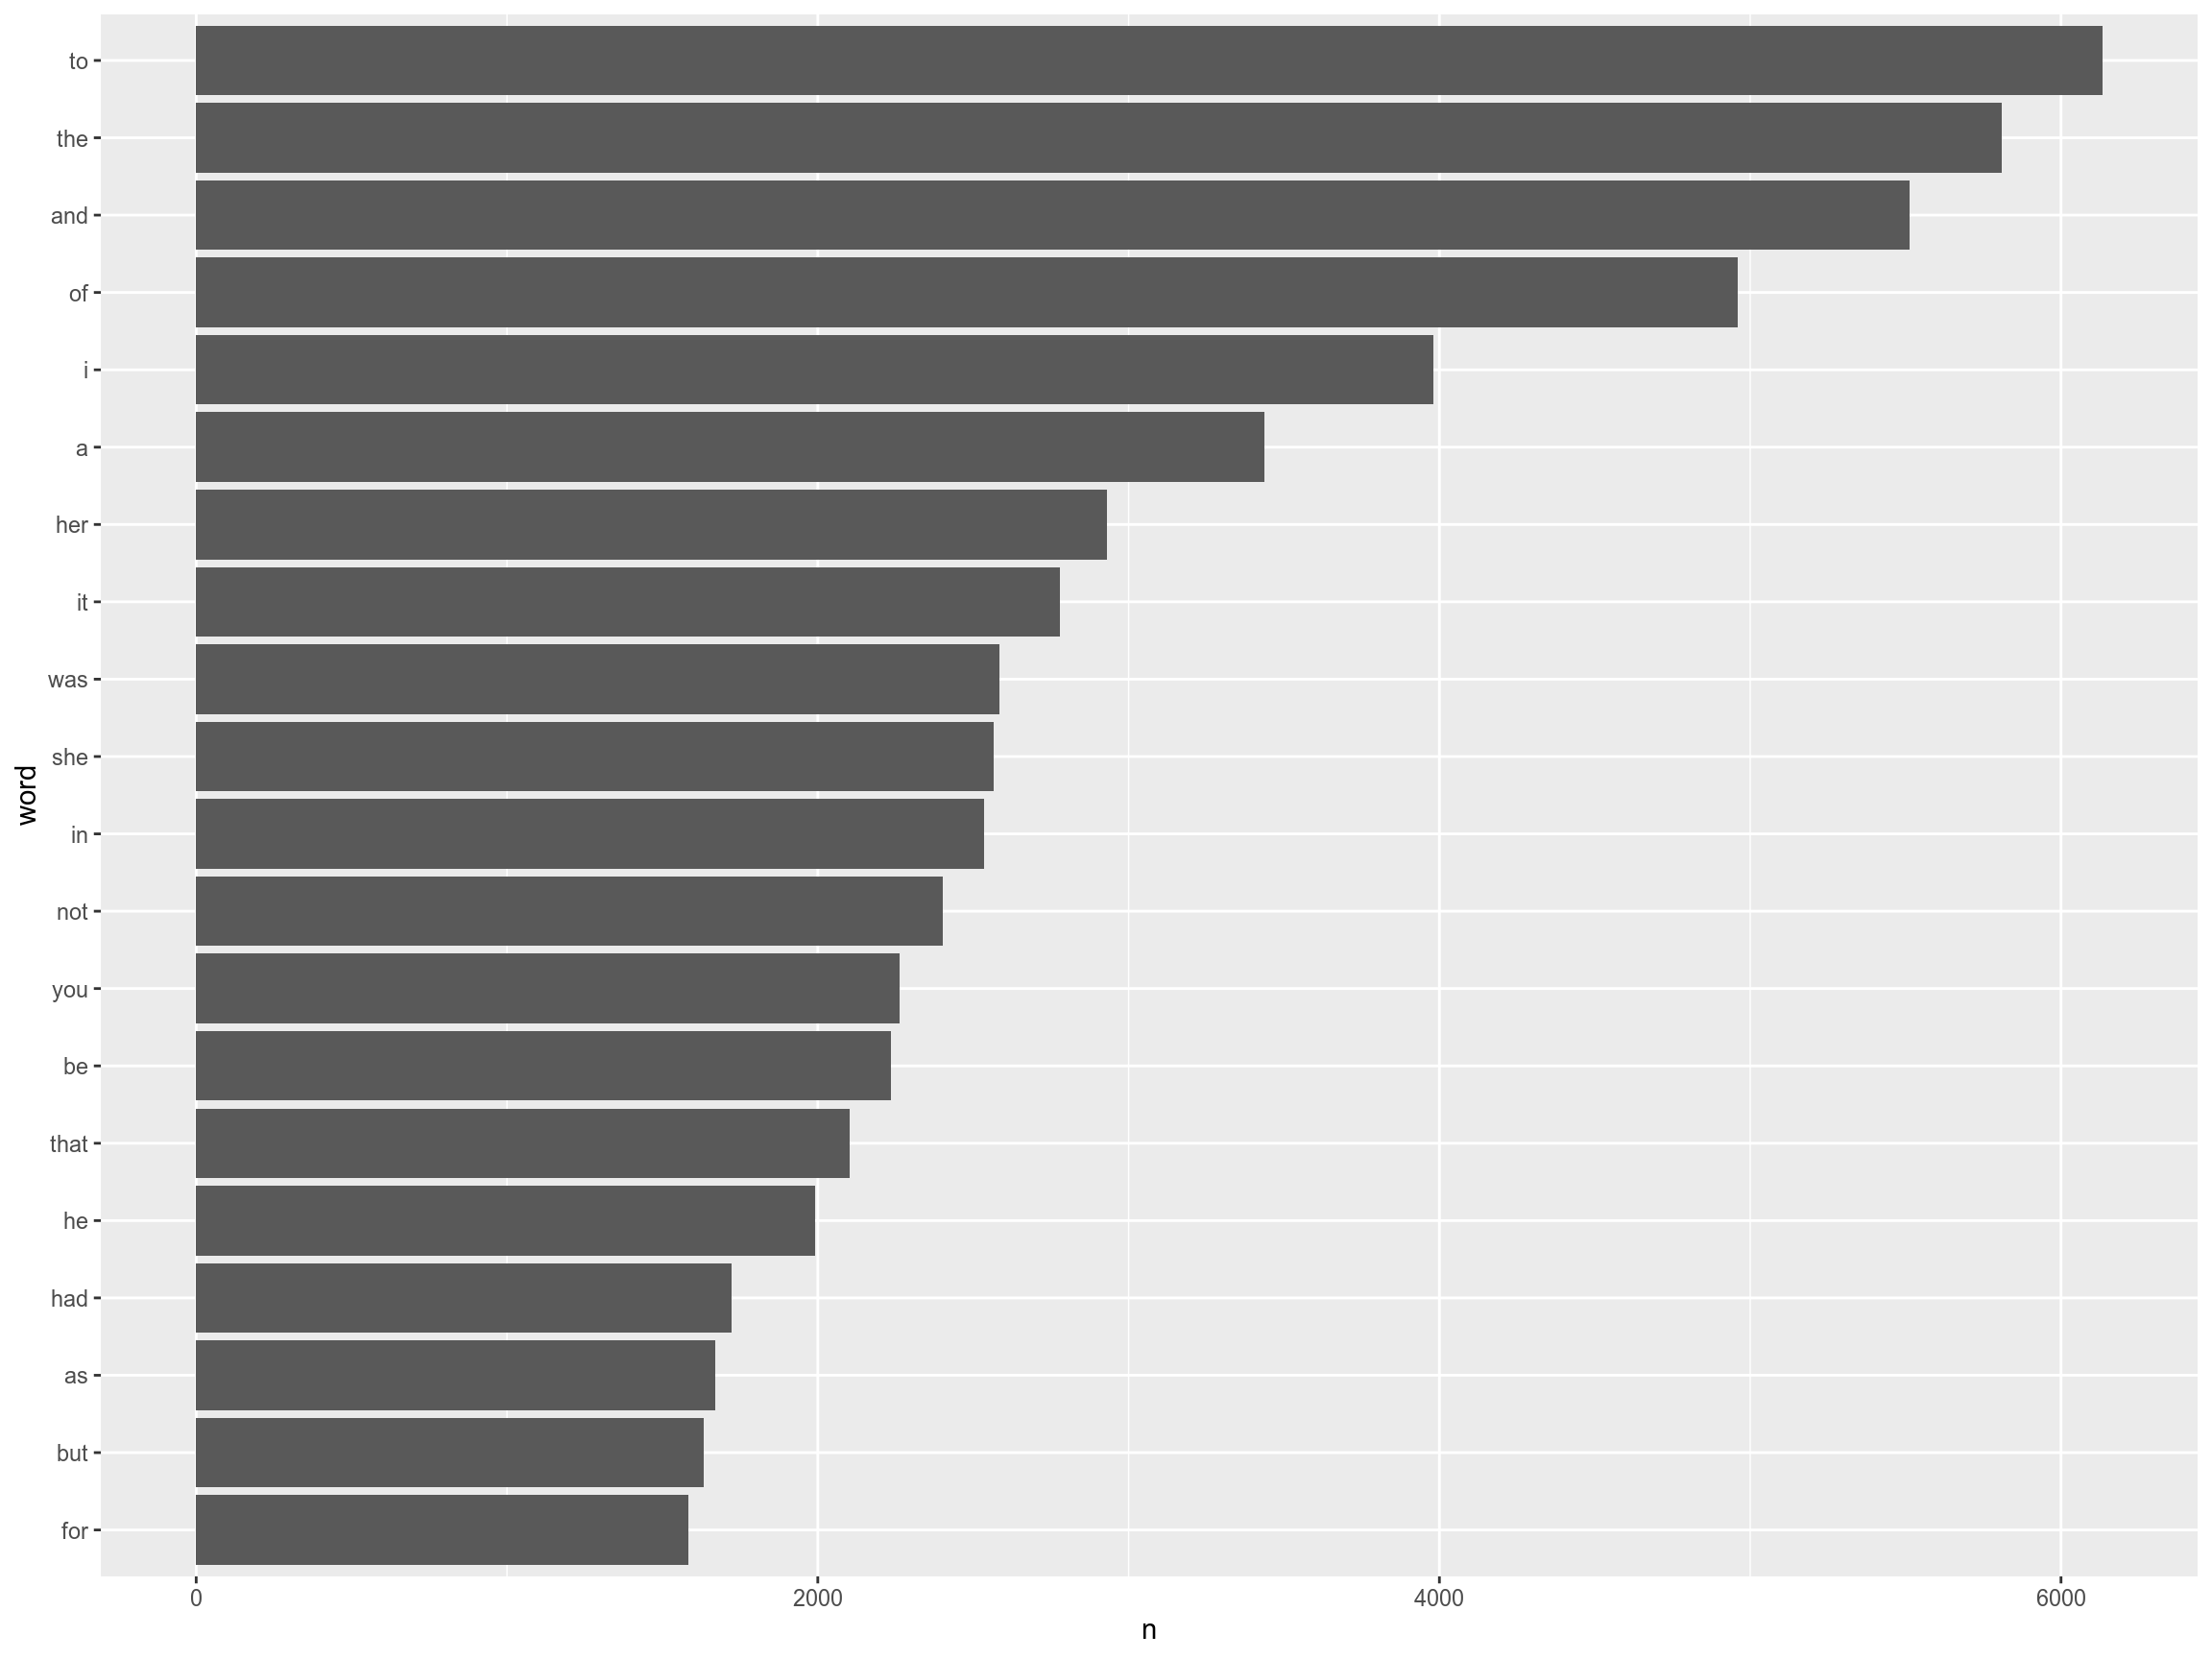 to
the
and
of
i
a
her
it
was
she
in
not
you
be
that
he
had
as
but
for
word
0 2000 4000 6000
n